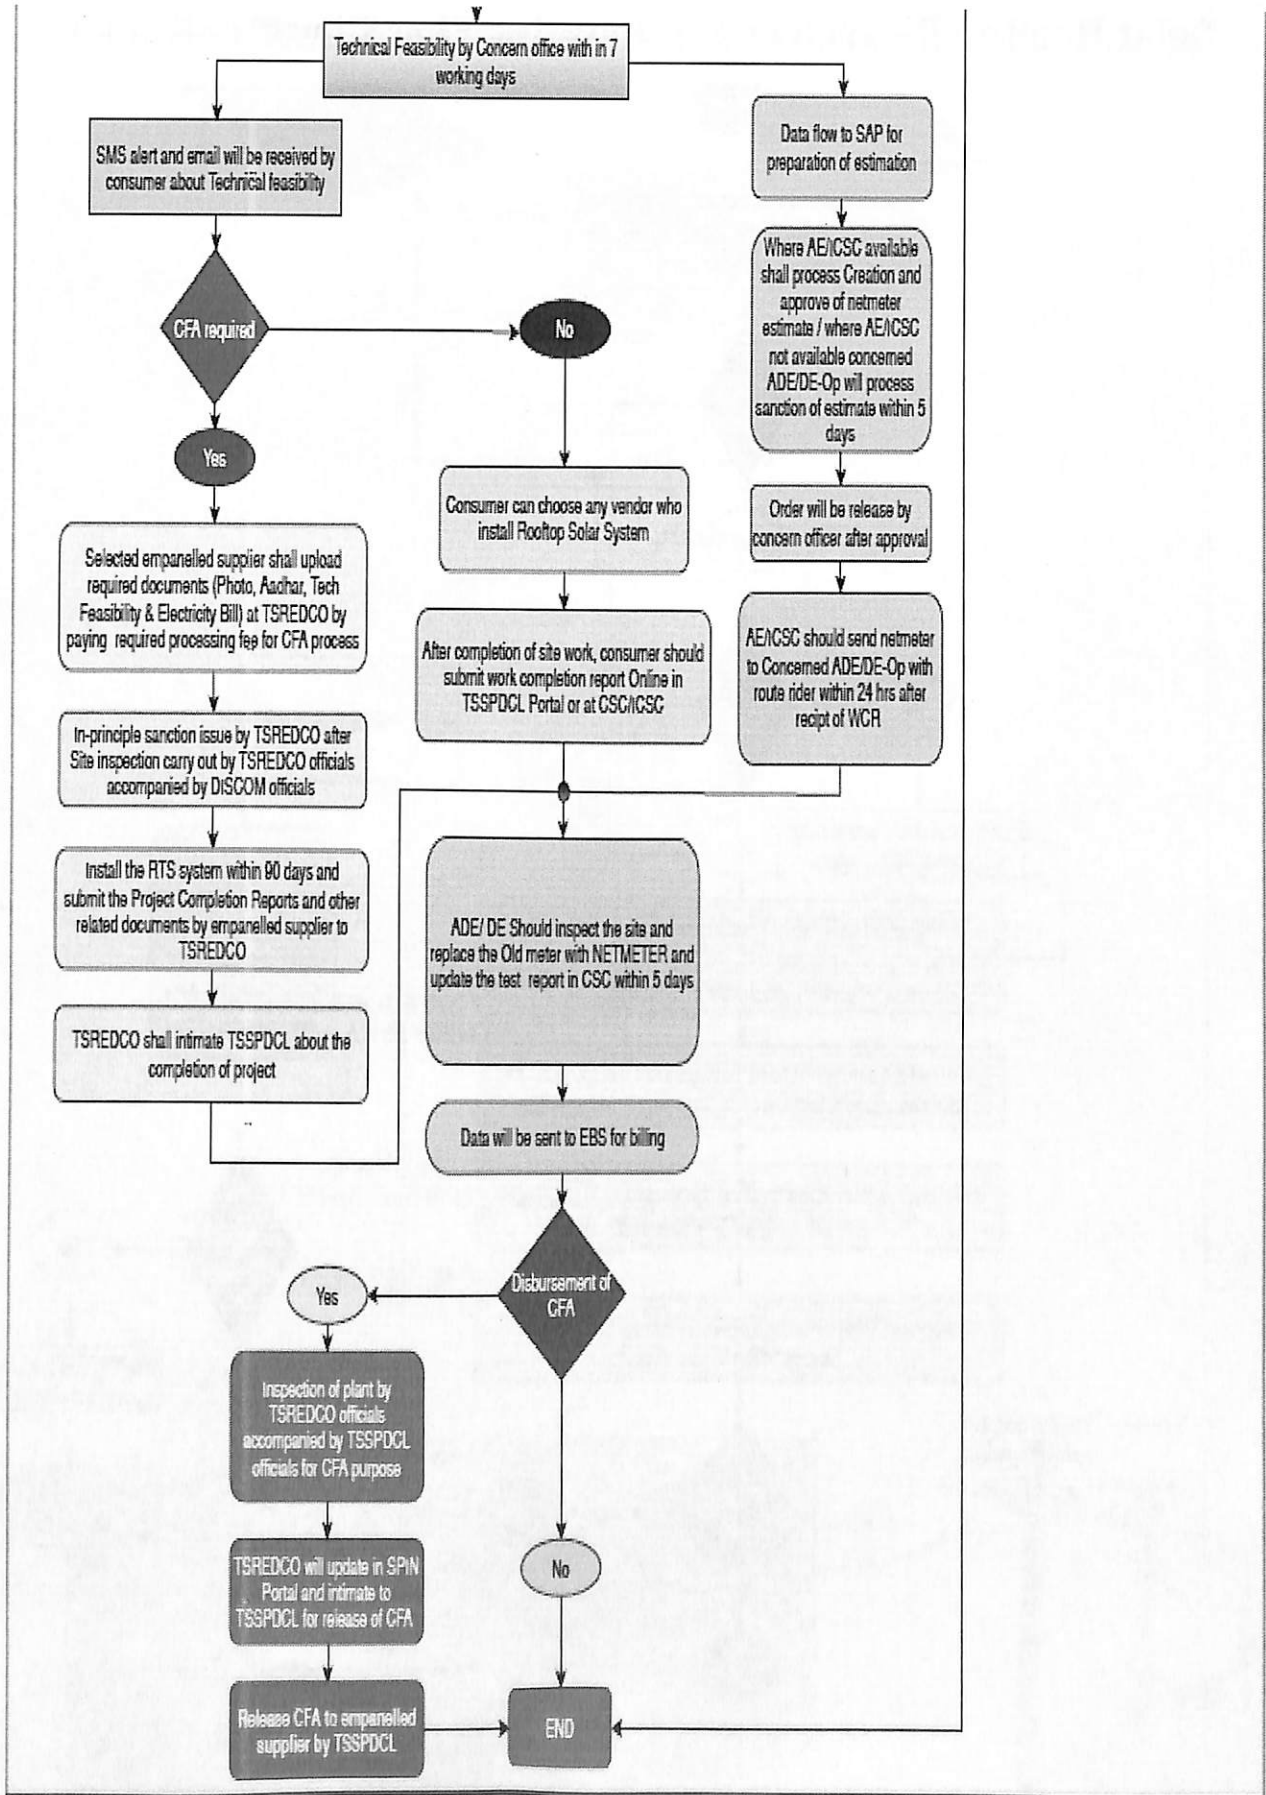 Technical Feasibility by Concern office with in 7
working days
SMS alert and email will be received by
consumer about Technical feasibility
Data flow to SAP for
preparation of estimation
Where AE/ICSC available
shall process Creation and
approve of netmeter
estimate / where AE/ICSC
not available concerned
ADE/DE-Op will process
sanction of estimate within 5
days
CFA required
No
Yes
Consumer can choose any vendor who
install Rooftop Solar System
Order will be release by
concern officer after approval
Selected empanelled supplier shall upload
required documents (Photo, Aadhar, Tech
Feasibility & Electricity Bill) at TSREDCO by
paying required processing fee for CFA process
After completion of site work, consumer should
submit work completion report Online in
TSSPDCL Portal or at CSC/ICSC
AE/ICSC should send netmeter
to Concerned ADE/DE-Op with
route rider within 24 hrs after
recipt of WCR
In-principle sanction issue by TSREDCO after
Site inspection carry out by TSREDCO officials
accompanied by DISCOM officials
Install the RTS system within 90 days and
submit the Project Completion Reports and other
related documents by empanelled supplier to
TSREDCO
ADE/ DE Should inspect the site and
replace the Old meter with NETMETER and
update the test report in CSC within 5 days
TSREDCO shall intimate TSSPDCL about the
completion of project
Data will be sent to EBS for billing
Disbursement of
CFA
Yes
Inspection of plant by
TSREDCO officials
accompanied by TSSPDCL
officials for CFA purpose
TSREDCO will update in SPIN
Portal and intimate to
TSSPDCL for release of CFA
No
Release CFA to empanelled
supplier by TSSPDCL
END